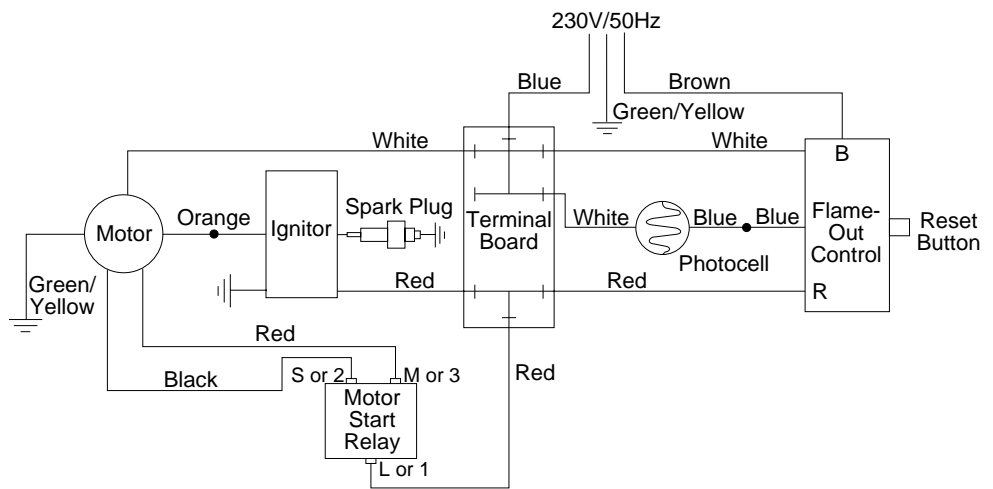 230V/50Hz
Blue
Brown
Green/Yellow
White
White
B
Orange
Ignitor
Spark Plug
Terminal
Board
White
Blue
Blue
Flame-
Out
Control
Reset
Button
Motor
Photocell
Green/
Yellow
Red
Red
R
Red
Black
S or 2
M or 3
Red
Motor
Start
Relay
L or 1